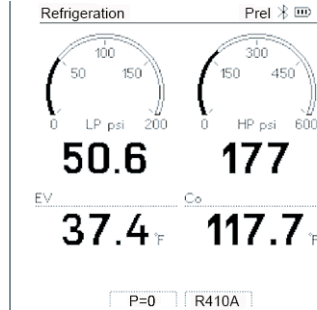 Refrigeration Prel
100 300
50 150 150 450
0 LP psi 200 0 HP psi 600
50.6 177
EV Co
37.4 °F 117.7 °F
P=0 R410A